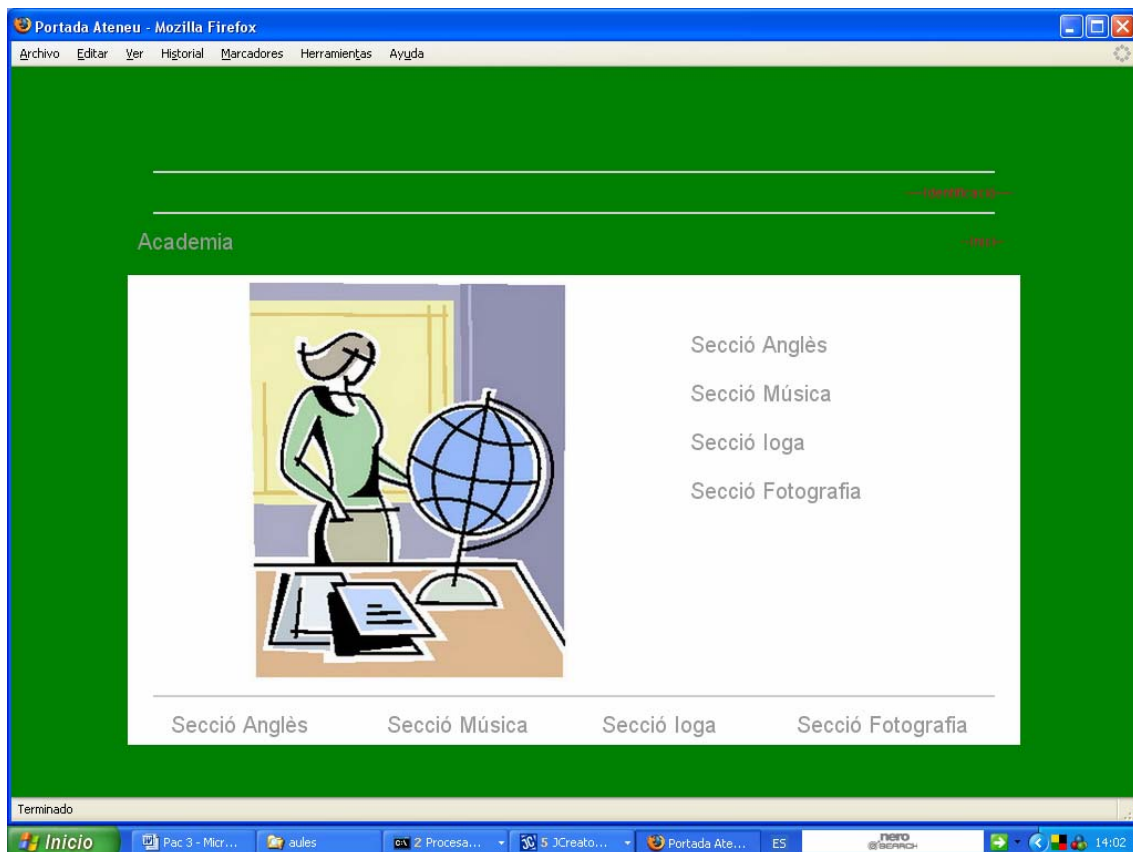 Portada Ateneu - Mozilla Firefox
Archivo Editar Ver Historial Marcadores Herramientas Ayuda
Academia
Secció Anglès
Secció Música
Secció Ioga
Secció Fotografia
Secció Anglès Secció Música Secció Ioga Secció Fotografia
Terminado
Inicio Pac 3 - Micr... aules 2 Procesa... 5 JCreato... Portada Ate... ES nero SEARCH 14:02